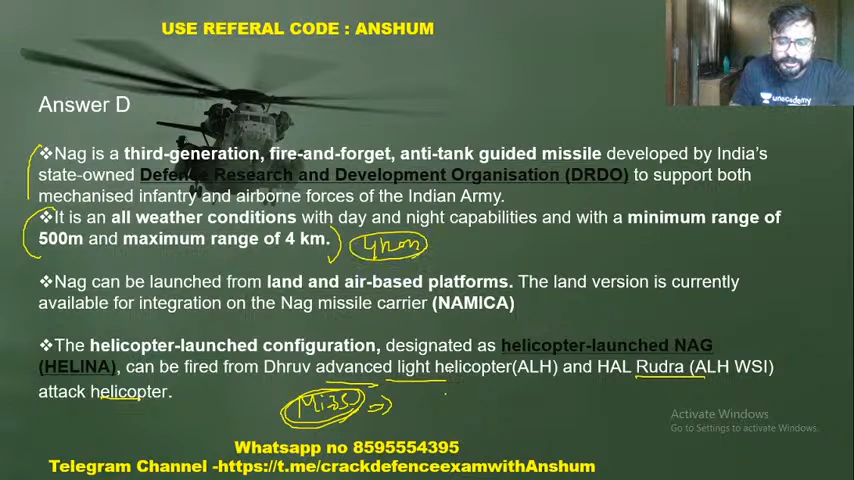 USE REFERAL CODE : ANSHUM
unacademy
Answer D
❖Nag is a third-generation, fire-and-forget, anti-tank guided missile developed by India's
state-owned Defence Research and Development Organisation (DRDO) to support both
mechanised infantry and airborne forces of the Indian Army.
❖It is an all weather conditions with day and night capabilities and with a minimum range of
500m and maximum range of 4 km.
❖Nag can be launched from land and air-based platforms. The land version is currently
available for integration on the Nag missile carrier (NAMICA)
❖The helicopter-launched configuration, designated as helicopter-launched NAG
(HELINA), can be fired from Dhruv advanced light helicopter(ALH) and HAL Rudra (ALH WSI)
attack helicopter.
Activate Windows
Go to Settings to activate Windows.
Whatsapp no 8595554395
Telegram Channel -https://t.me/crackdefenceexamwithAnshum